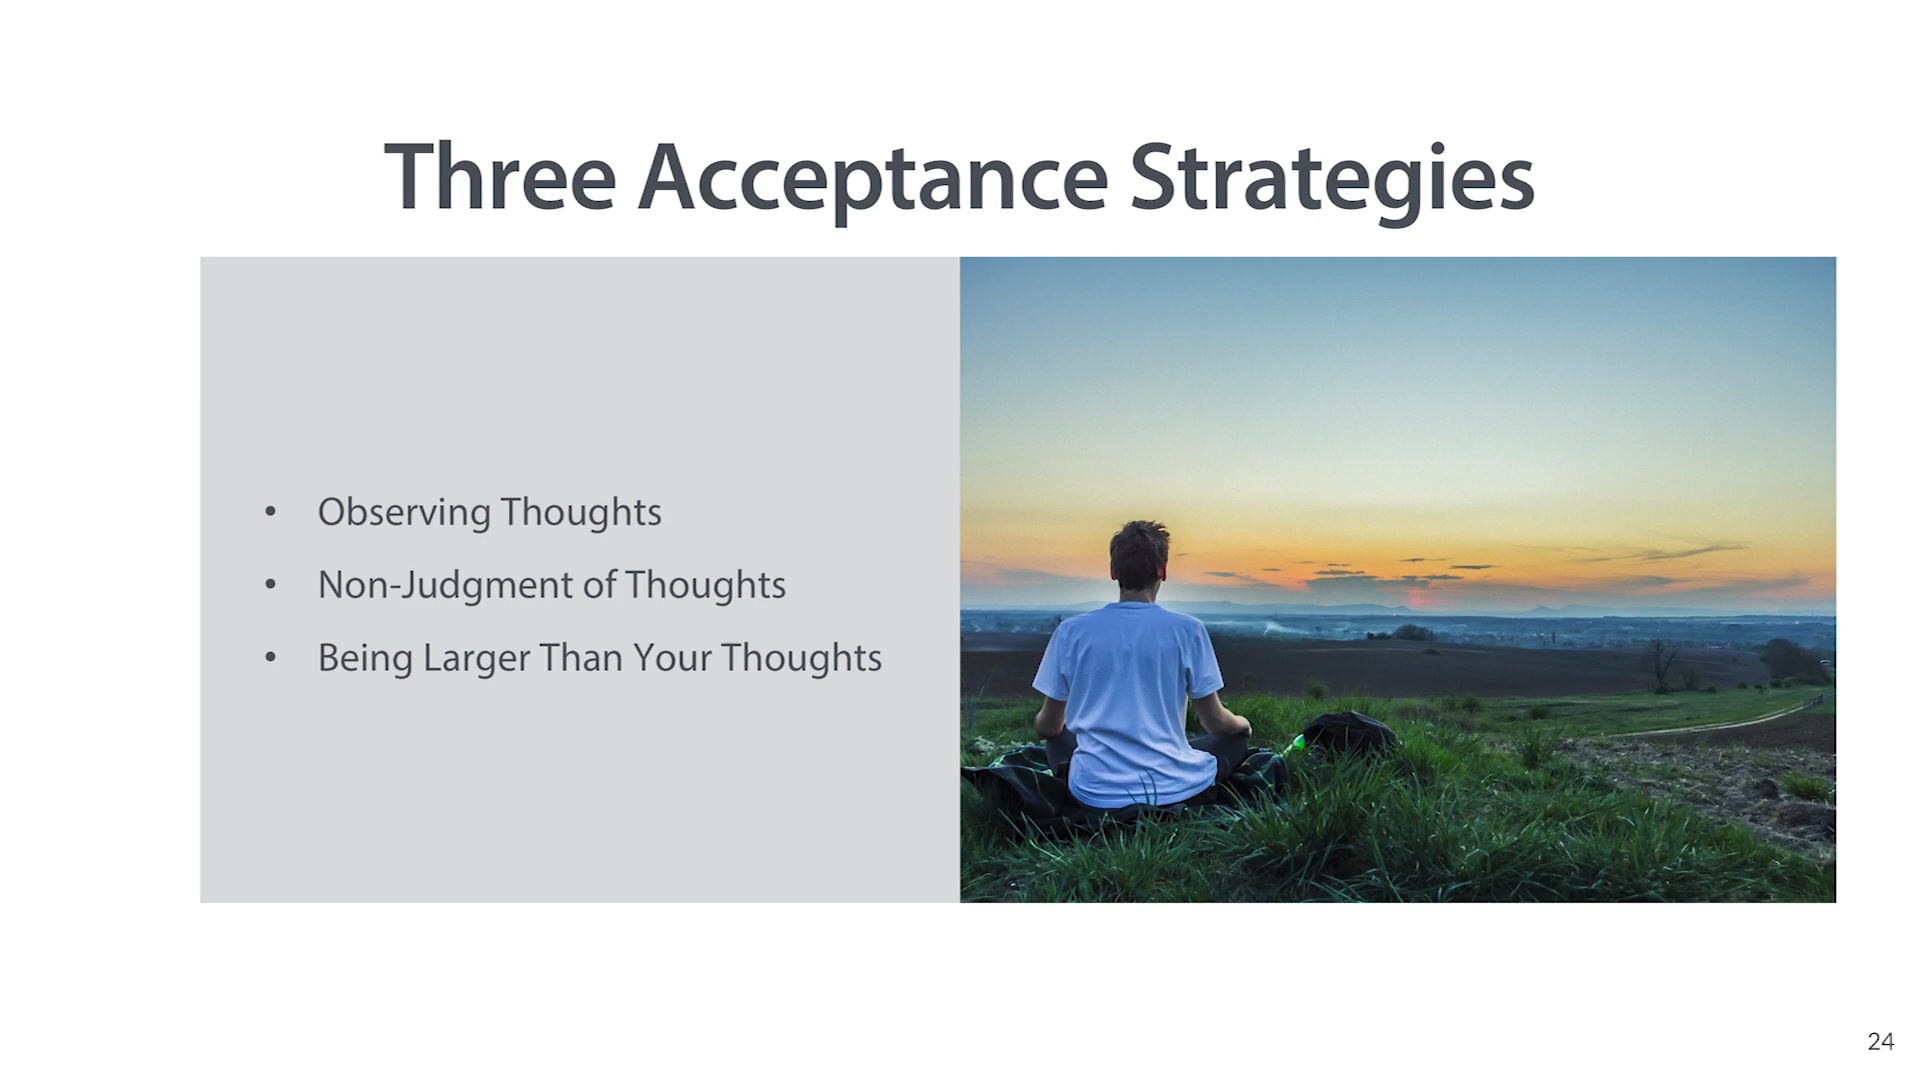 Three Acceptance Strategies
• Observing Thoughts
• Non-Judgment of Thoughts
• Being Larger Than Your Thoughts
24